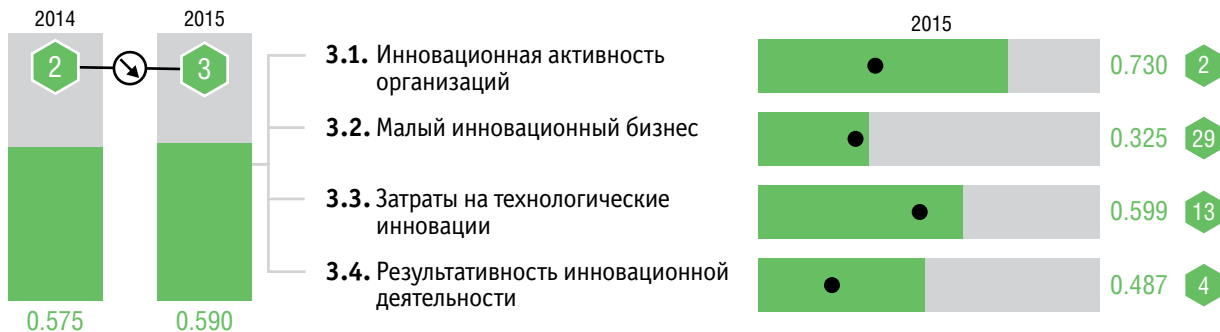 2014
2015
2
3
0.575
0.590
3.1. Инновационная активность
организаций
3.2. Малый инновационный бизнес
3.3. Затраты на технологические
инновации
3.4. Результативность инновационной
деятельности
2015
0.730 2
0.325 29
0.599 13
0.487 4